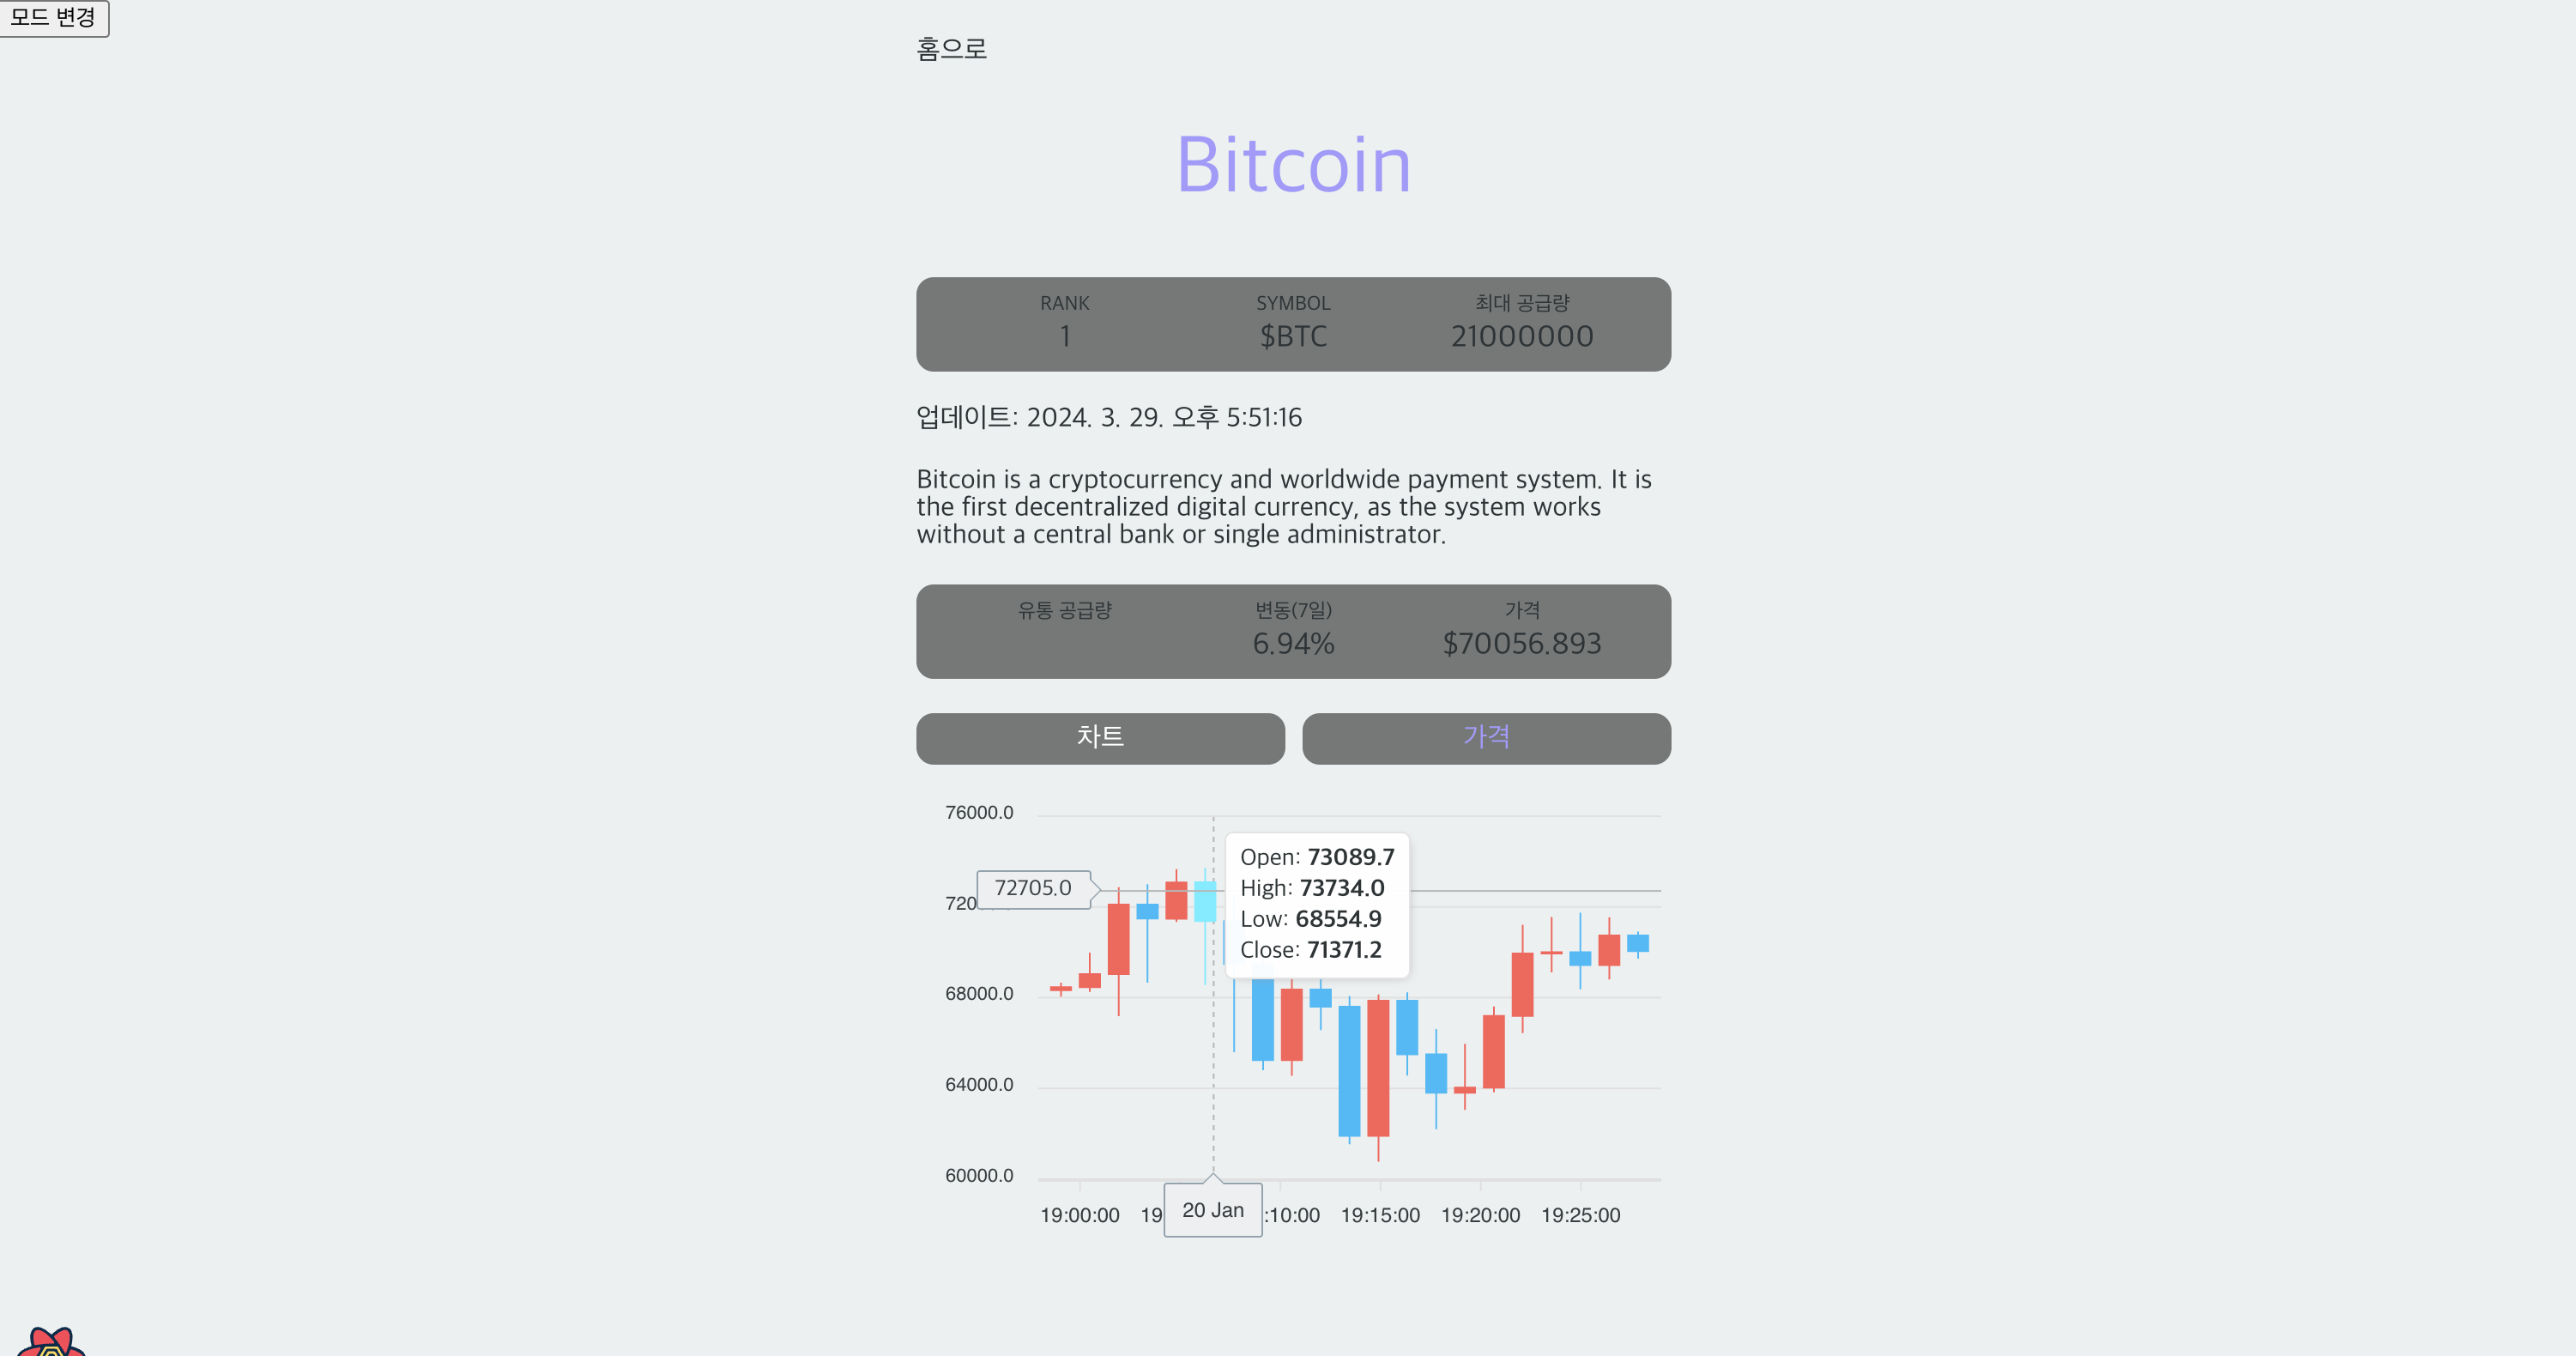 모드 변경
홈으로
Bitcoin
RANK
SYMBOL
최대 공급량
1
$BTC
21000000
업데이트: 2024. 3. 29. 오후 5:51:16
Bitcoin is a cryptocurrency and worldwide payment system. It is
the first decentralized digital currency, as the system works
without a central bank or single administrator.
유통 공급량
변동(7일)
가격
6.94%
$70056.893
차트
가격
76000.0
Open: 73089.7
High: 73734.0
Low: 68554.9
Close: 71371.2
72705.0
68000.0
64000.0
60000.0
19:00:00
20 Jan
:10:00
19:15:00
19:20:00
19:25:00